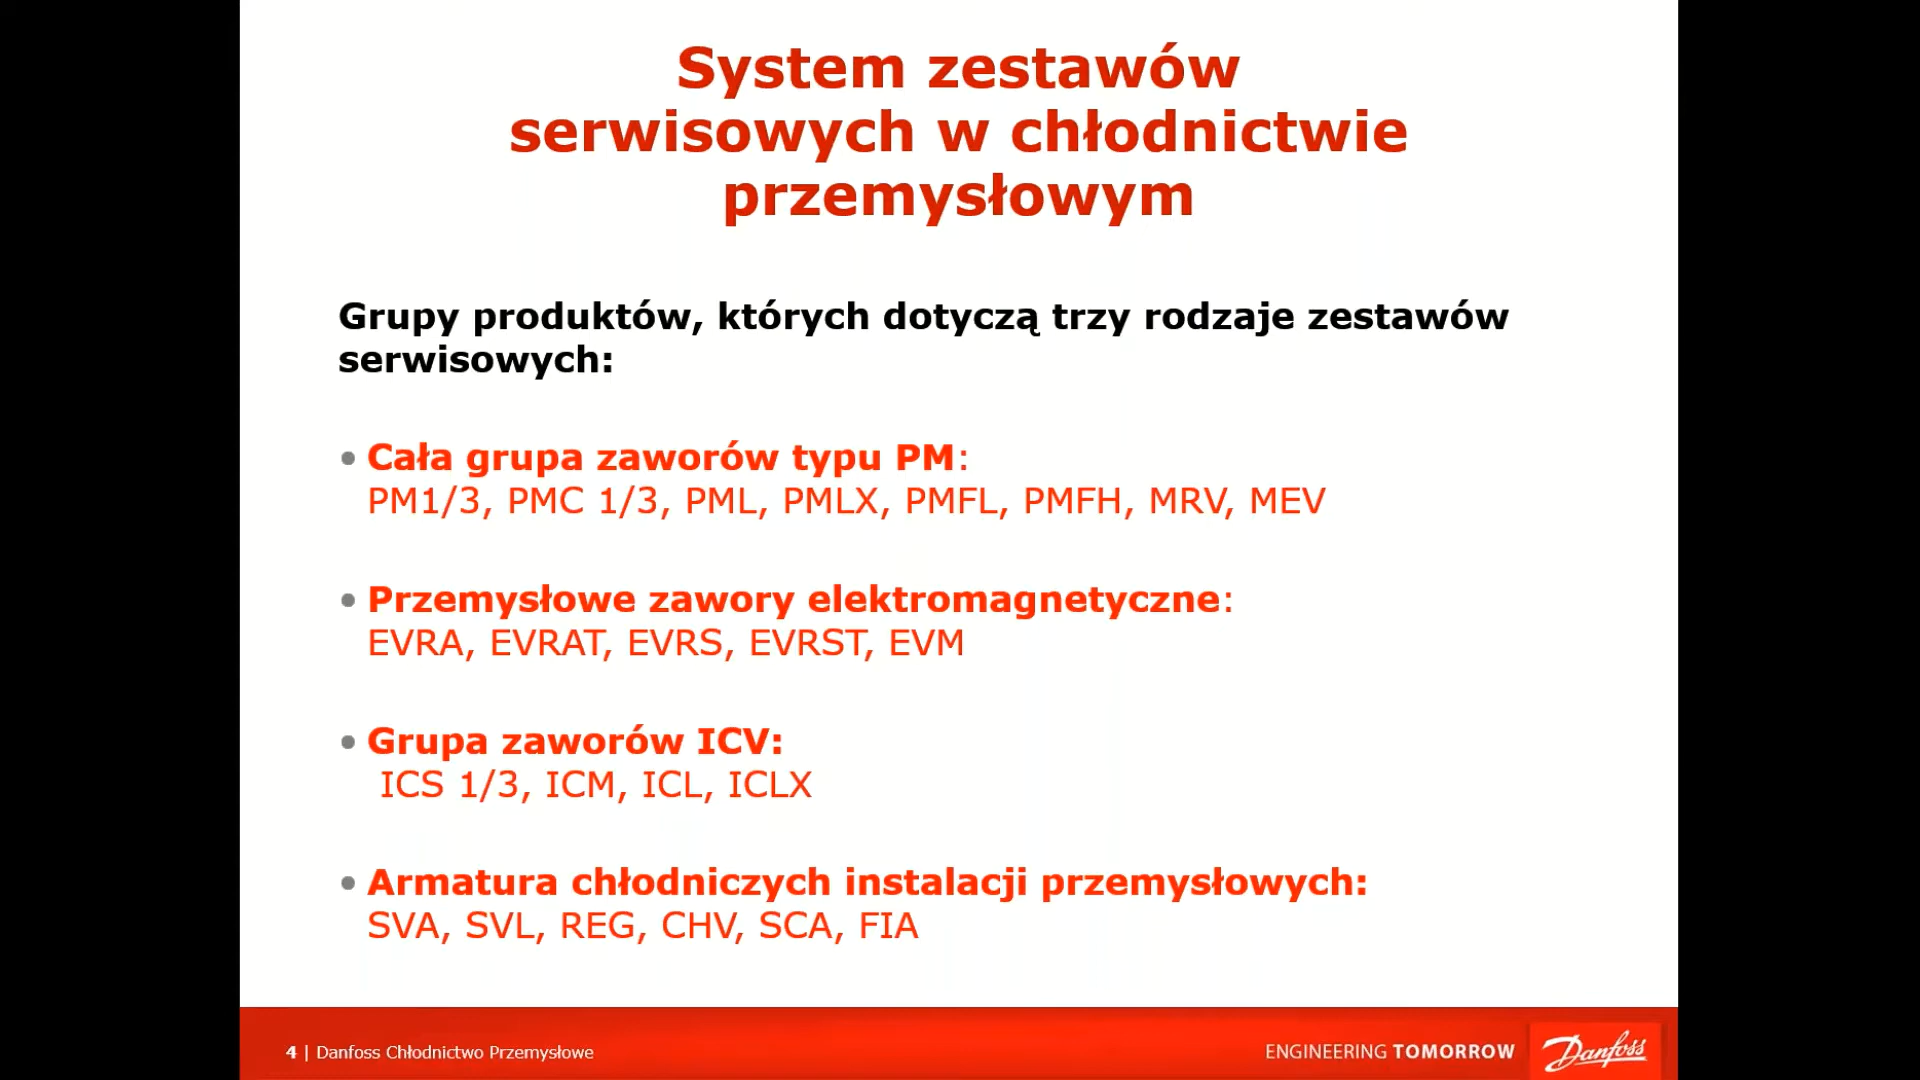 System zestawów
serwisowych w chłodnictwie
przemysłowym
Grupy produktów, których dotyczą trzy rodzaje zestawów
serwisowych:
• Cała grupa zaworów typu PM:
PM1/3, PMC 1/3, PML, PMLX, PMFL, PMFH, MRV, MEV
• Przemysłowe zawory elektromagnetyczne:
EVRA, EVRAT, EVRS, EVRST, EVM
• Grupa zaworów ICV:
ICS 1/3, ICM, ICL, ICLX
• Armatura chłodniczych instalacji przemysłowych:
SVA, SVL, REG, CHV, SCA, FIA
4 | Danfoss Chłodnictwo Przemysłowe
ENGINEERING TOMORROW
Danfoss